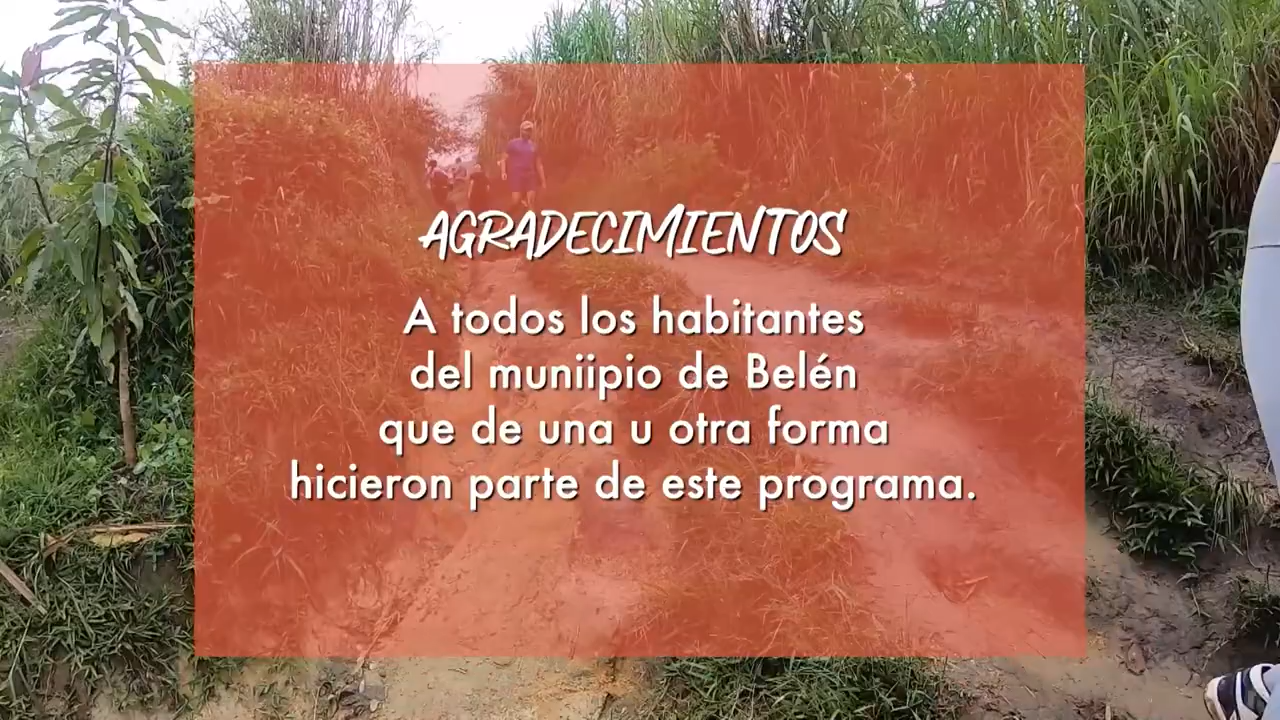 AGRADECIMIENTOS
A todos los habitantes
del muniipio de Belén
que de una u otra forma
hicieron parte de este programa.